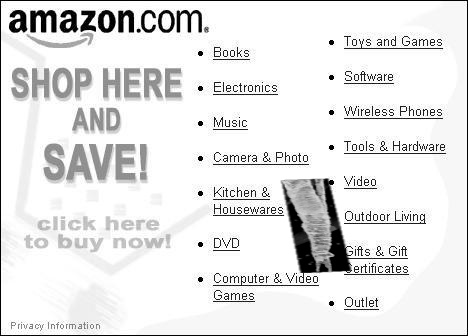 amazon.com®
SHOP HERE
AND
SAVE!
click here
to buy now!
Books
Electronics
Music
Camera & Photo
Kitchen &
Housewares
DVD
Computer & Video
Games
Toys and Games
Software
Wireless Phones
Tools & Hardware
Video
Outdoor Living
Gifts & Gift
Certificates
Outlet
Privacy Information